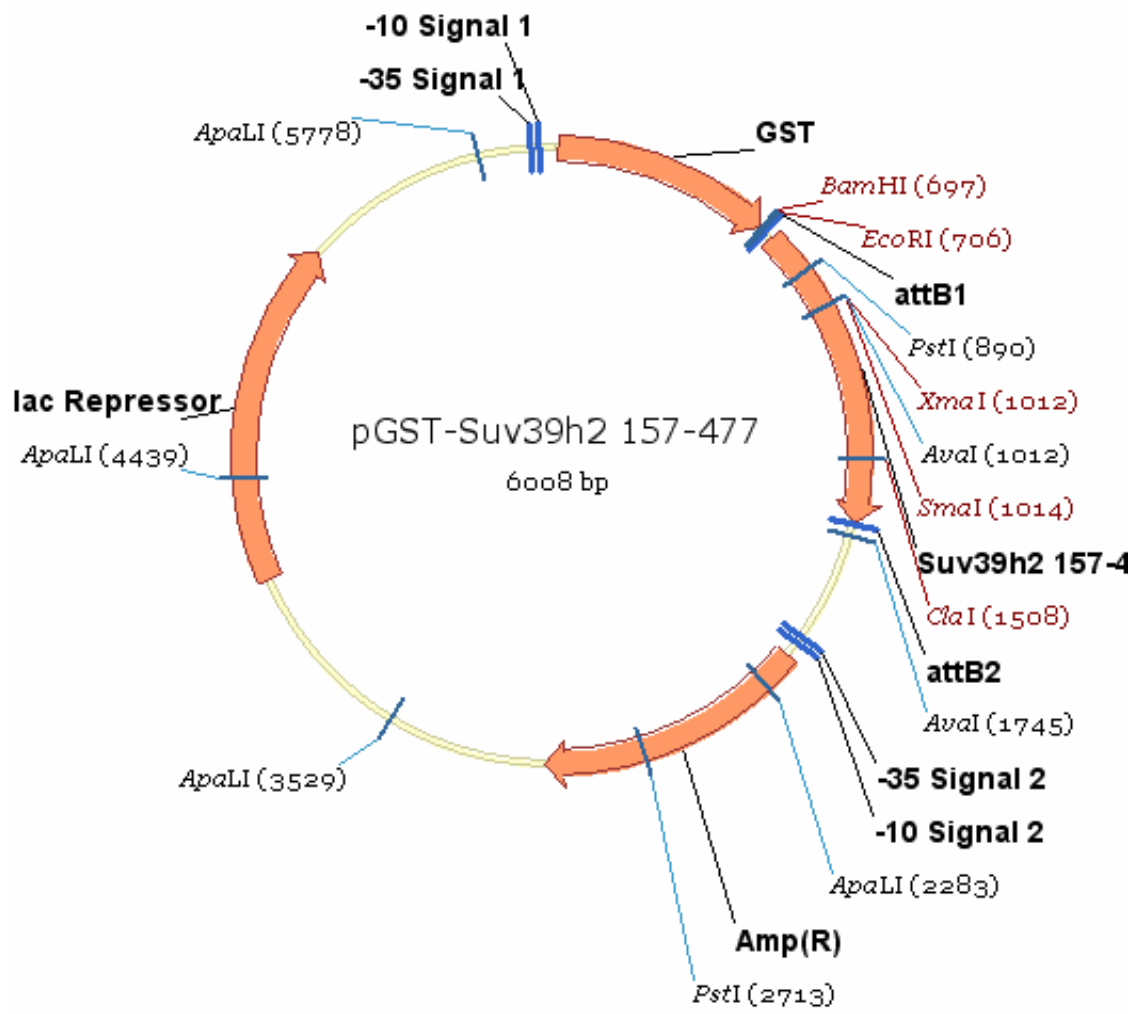 -10 Signal 1
-35 Signal 1
ApaLI (5778)
GST
BamHI (697)
EcoRI (706)
attB1
PstI (890)
XmaI (1012)
AvaI (1012)
SmaI (1014)
Suv39h2 157-4
ClaI (1508)
attB2
AvaI (1745)
-35 Signal 2
-10 Signal 2
ApaLI (2283)
Amp(R)
PstI (2713)
ApaLI (3529)
lac Repressor
ApaLI (4439)
pGST-Suv39h2 157-477
6008 bp